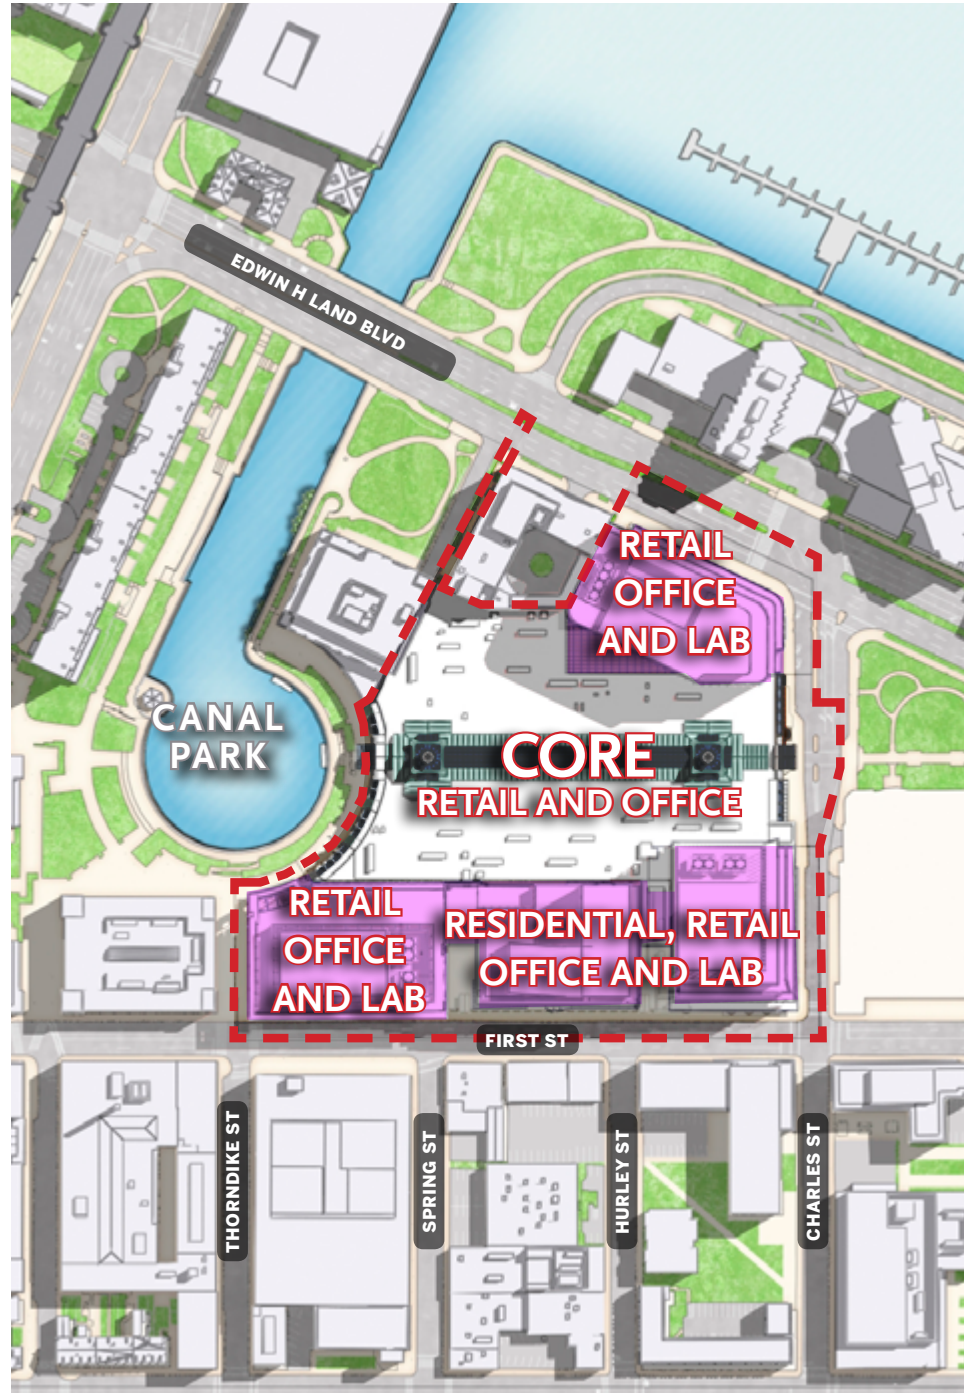 EDWIN H LAND BLVD
RETAIL
OFFICE
AND LAB
CANAL
PARK
CORE
RETAIL AND OFFICE
RETAIL
OFFICE
AND LAB
RESIDENTIAL, RETAIL
OFFICE AND LAB
FIRST ST
THORNDIKE ST
SPRING ST
HURLEY ST
CHARLES ST